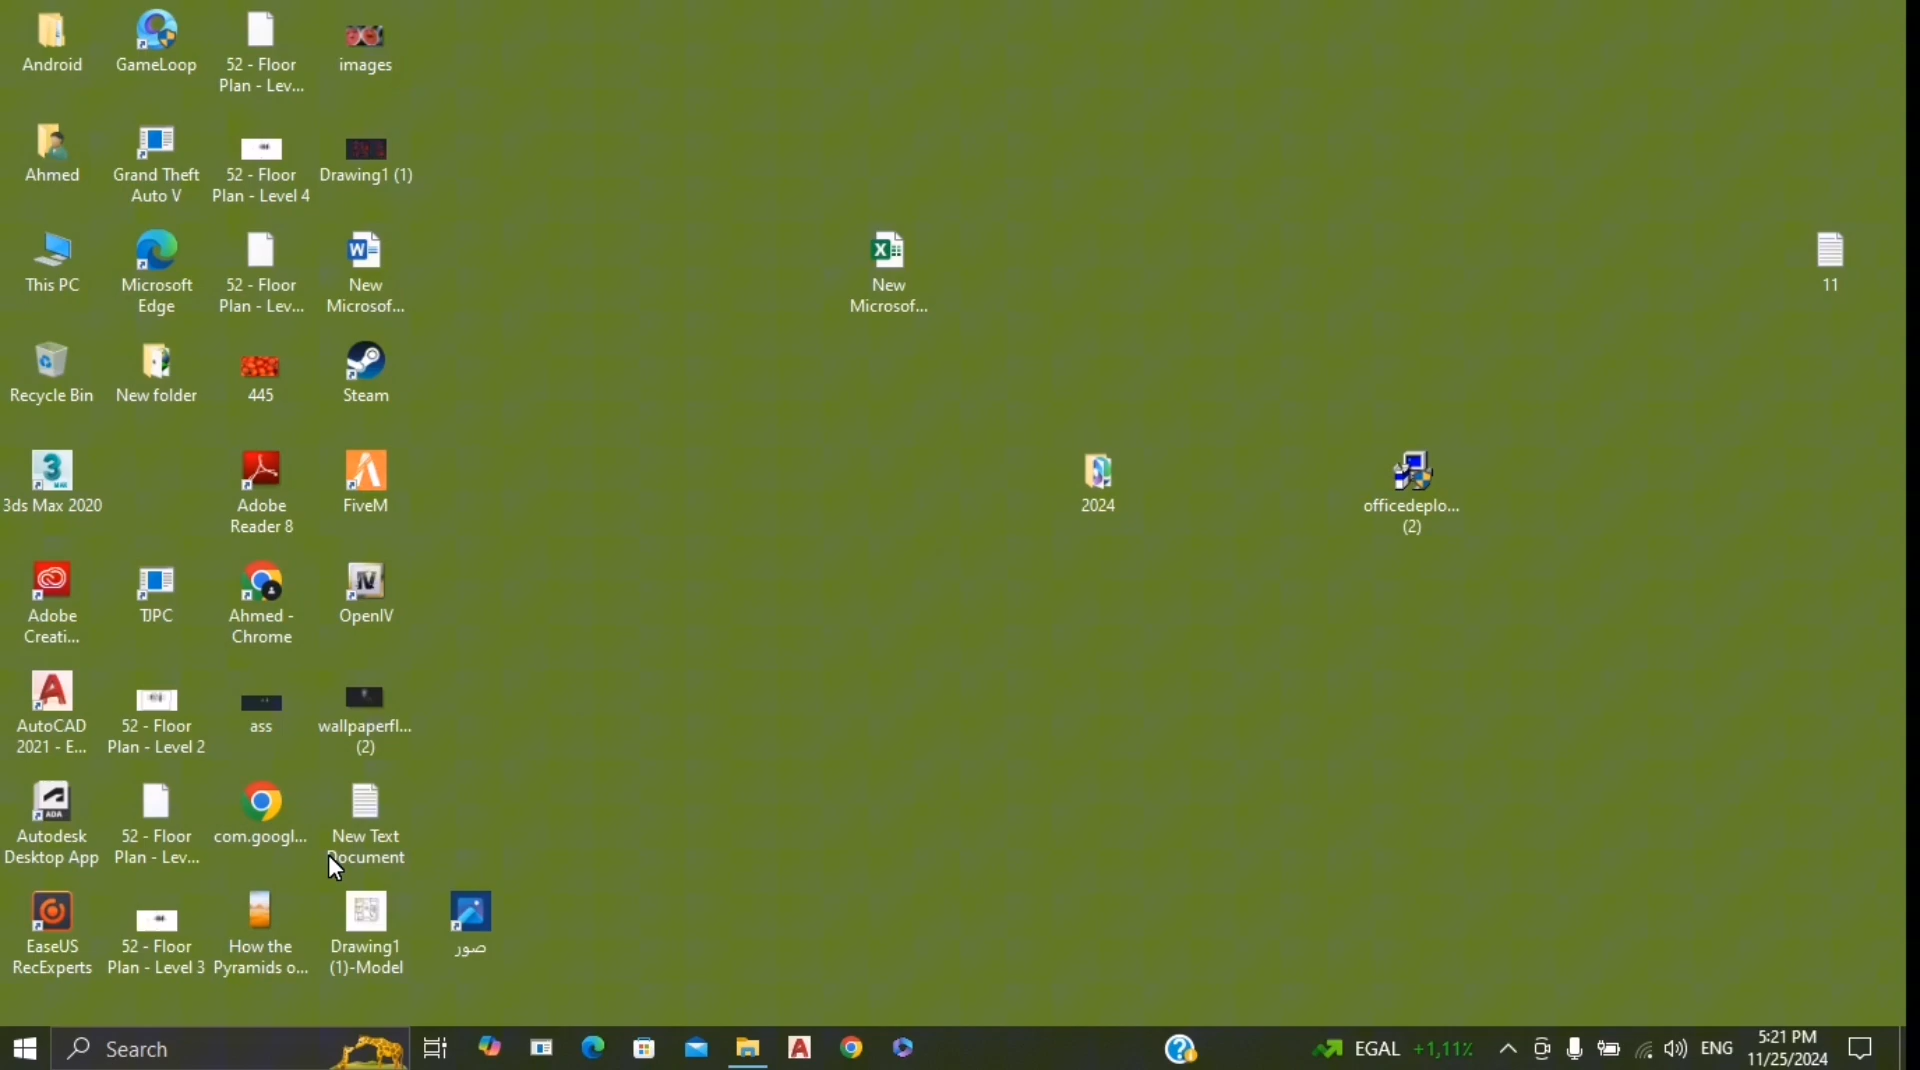 Android
GameLoop
52 - Floor
Plan - Lev...
images
Ahmed
Grand Theft
Auto V
52 - Floor
Plan - Level 4
Drawing1 (1)
This PC
Microsoft
Edge
52 - Floor
Plan - Lev...
New
Microsof...
New
Microsof...
11
Recycle Bin
New folder
445
Steam
3ds Max 2020
Adobe
Reader 8
FiveM
2024
officedeplo...
(2)
Adobe
Creati...
TJPC
Ahmed -
Chrome
OpenIV
AutoCAD
2021 - E...
52 - Floor
Plan - Level 2
ass
wallpaperfl...
(2)
Autodesk
Desktop App
52 - Floor
Plan - Lev...
com.googl...
New Text
Document
EaseUS
RecExperts
52 - Floor
Plan - Level 3
How the
Pyramids o...
Drawing1
(1)-Model
صور
Search
EGAL +1,11%
ENG
5:21 PM
11/25/2024